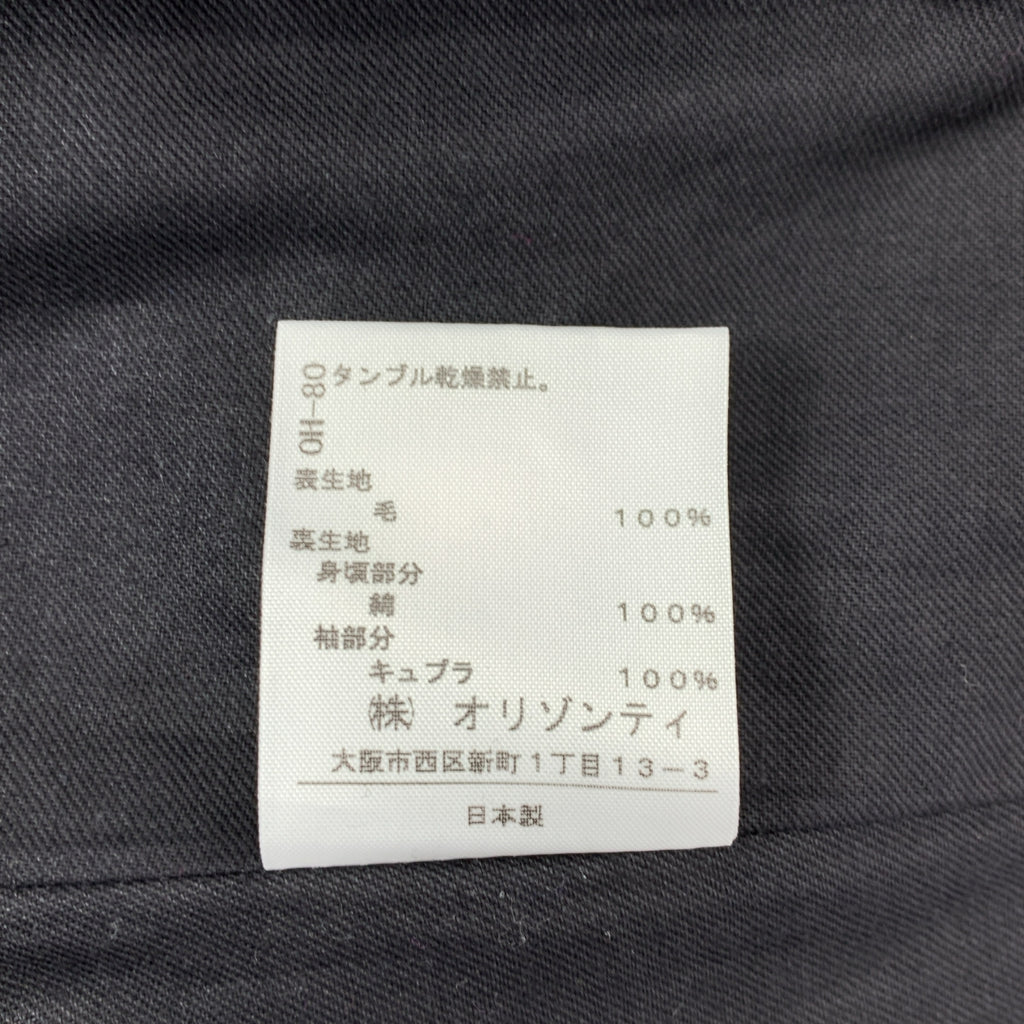 タンブル乾燥禁止。
08-HO
表生地
毛 100%
裏生地
身頃部分
綿 100%
袖部分
キュプラ 100%
㈱ オリゾンティ
大阪市西区新町1丁目13-3
日本製